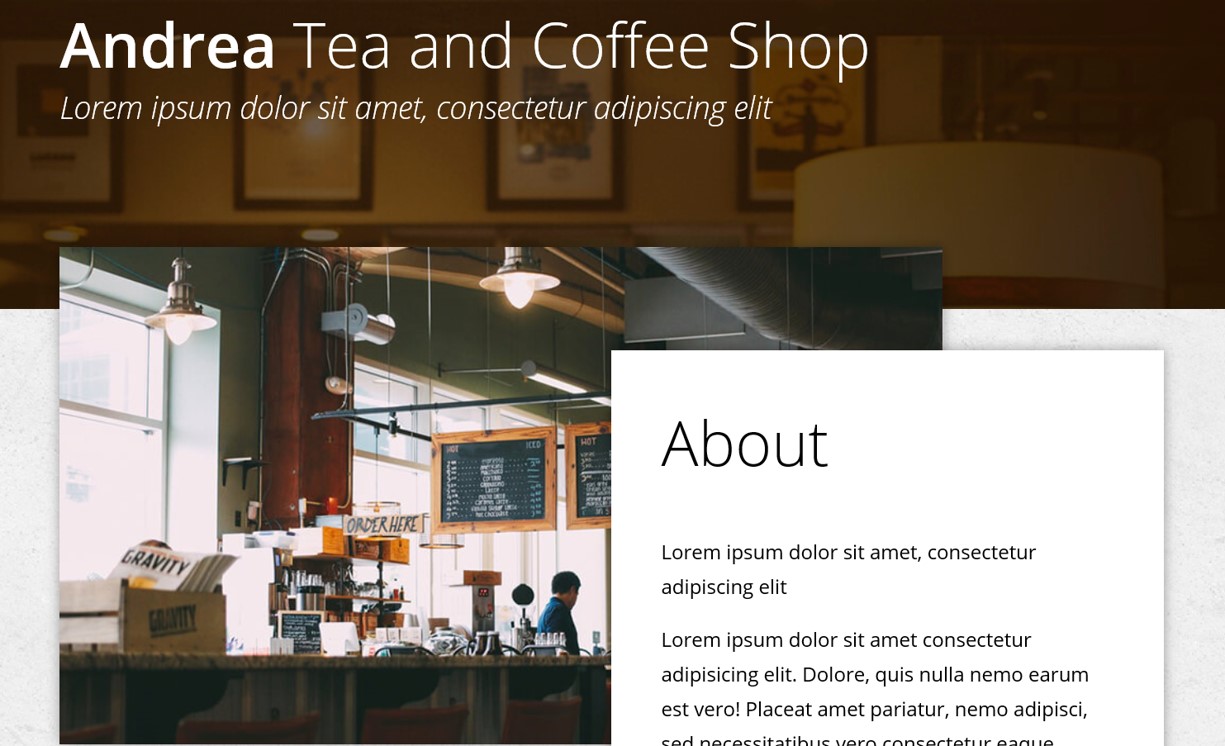 Andrea Tea and Coffee Shop
Lorem ipsum dolor sit amet, consectetur adipiscing elit
HOT ICED
HOT
ORDER HERE
GRAVITY
GRAVITY
About
Lorem ipsum dolor sit amet, consectetur
adipiscing elit
Lorem ipsum dolor sit amet consectetur
adipisicing elit. Dolore, quis nulla nemo earum
est vero! Placeat amet pariatur, nemo adipisci,
sed necessitatibus vero consectetur eaque